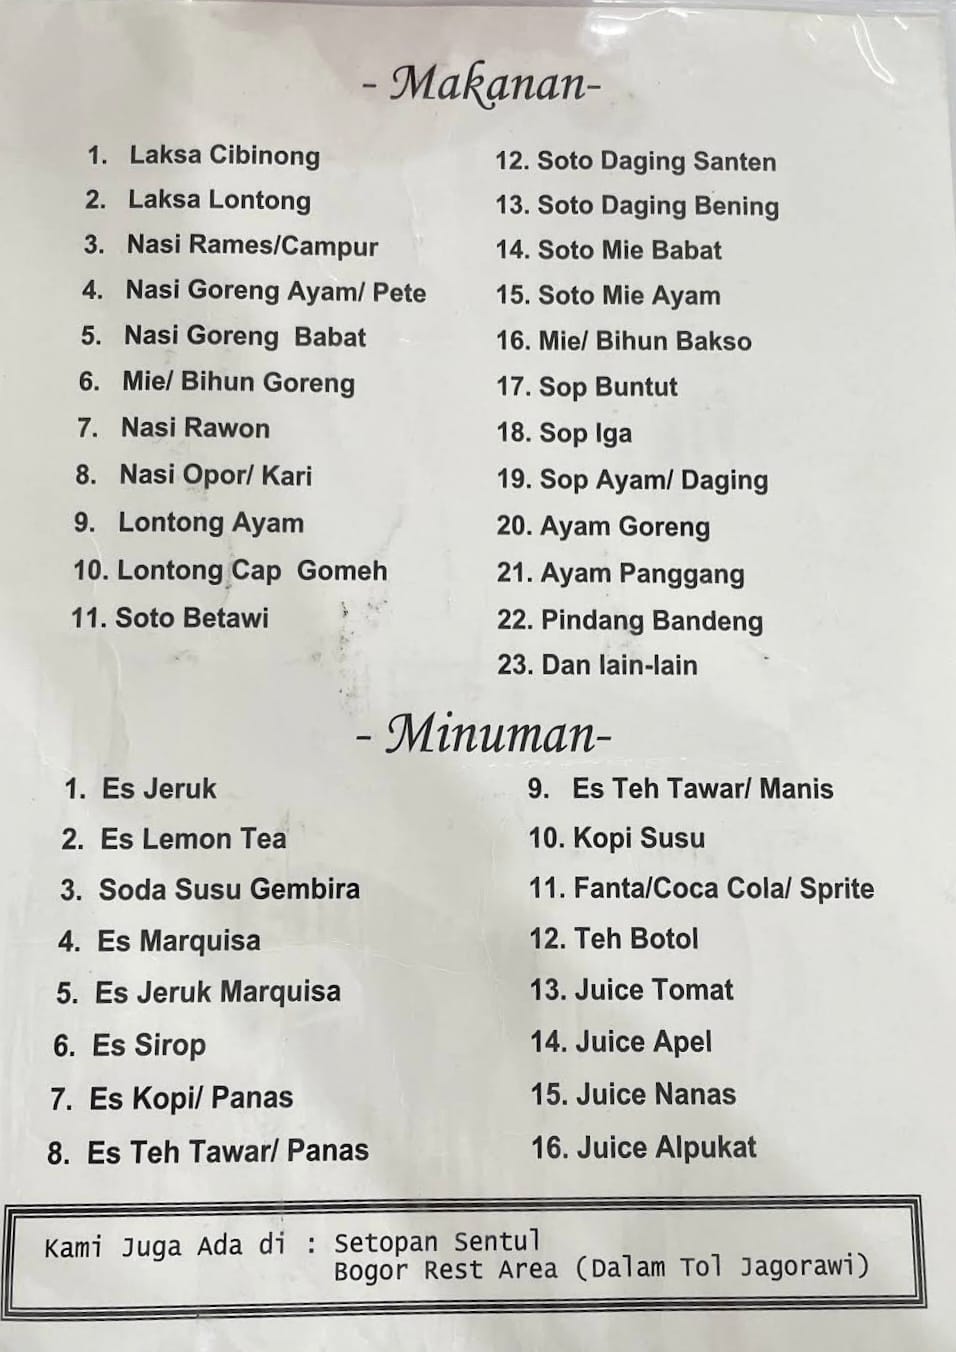 - Makanan-
1. Laksa Cibinong
2. Laksa Lontong
3. Nasi Rames/Campur
4. Nasi Goreng Ayam/ Pete
5. Nasi Goreng Babat
6. Mie/ Bihun Goreng
7. Nasi Rawon
8. Nasi Opor/ Kari
9. Lontong Ayam
10. Lontong Cap Gomeh
11. Soto Betawi
12. Soto Daging Santen
13. Soto Daging Bening
14. Soto Mie Babat
15. Soto Mie Ayam
16. Mie/ Bihun Bakso
17. Sop Buntut
18. Sop Iga
19. Sop Ayam/ Daging
20. Ayam Goreng
21. Ayam Panggang
22. Pindang Bandeng
23. Dan lain-lain
- Minuman-
1. Es Jeruk
2. Es Lemon Tea
3. Soda Susu Gembira
4. Es Marquisa
5. Es Jeruk Marquisa
6. Es Sirop
7. Es Kopi/ Panas
8. Es Teh Tawar/ Panas
9. Es Teh Tawar/ Manis
10. Kopi Susu
11. Fanta/Coca Cola/ Sprite
12. Teh Botol
13. Juice Tomat
14. Juice Apel
15. Juice Nanas
16. Juice Alpukat
Kami Juga Ada di : Setopan Sentul
Bogor Rest Area (Dalam Tol Jagorawi)